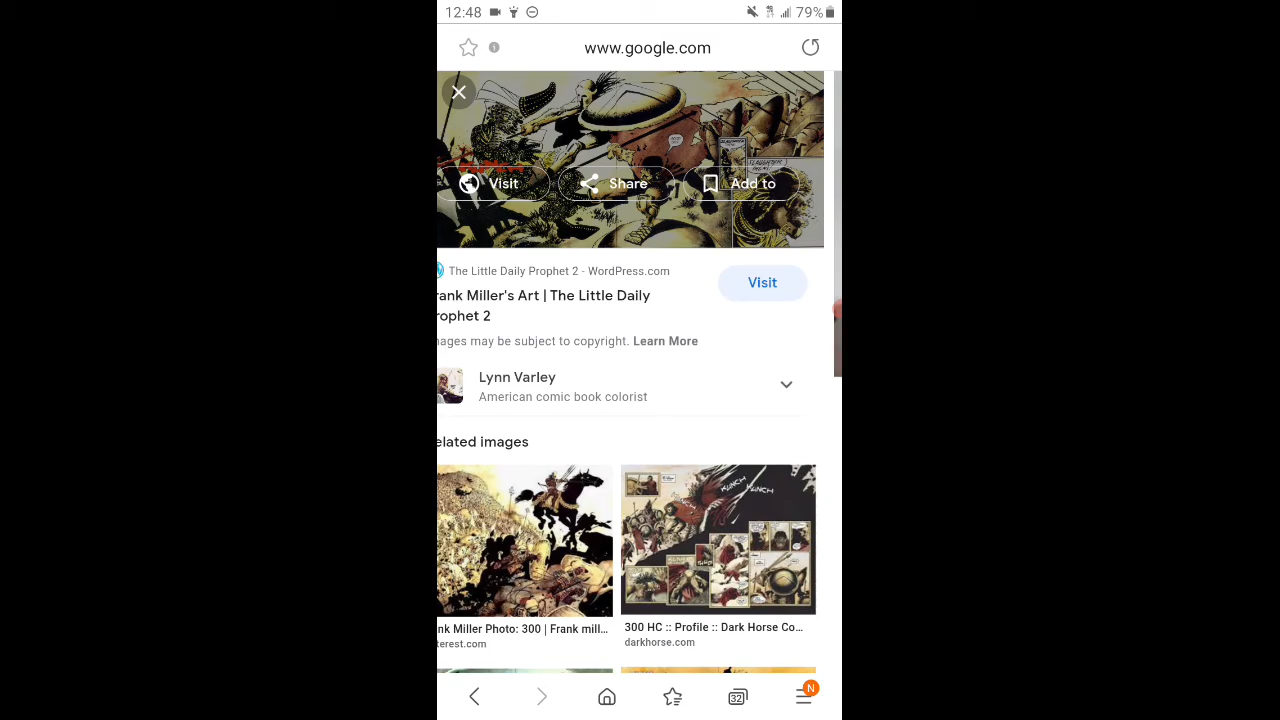 12:48
79%
www.google.com
Visit
Share
Add to
The Little Daily Prophet 2 - WordPress.com
rank Miller's Art | The Little Daily
rophet 2
Visit
mages may be subject to copyright. Learn More
Lynn Varley
American comic book colorist
elated images
KUNCH
nk Miller Photo: 300 | Frank mill...
terest.com
300 HC :: Profile :: Dark Horse Co...
darkhorse.com
32
N